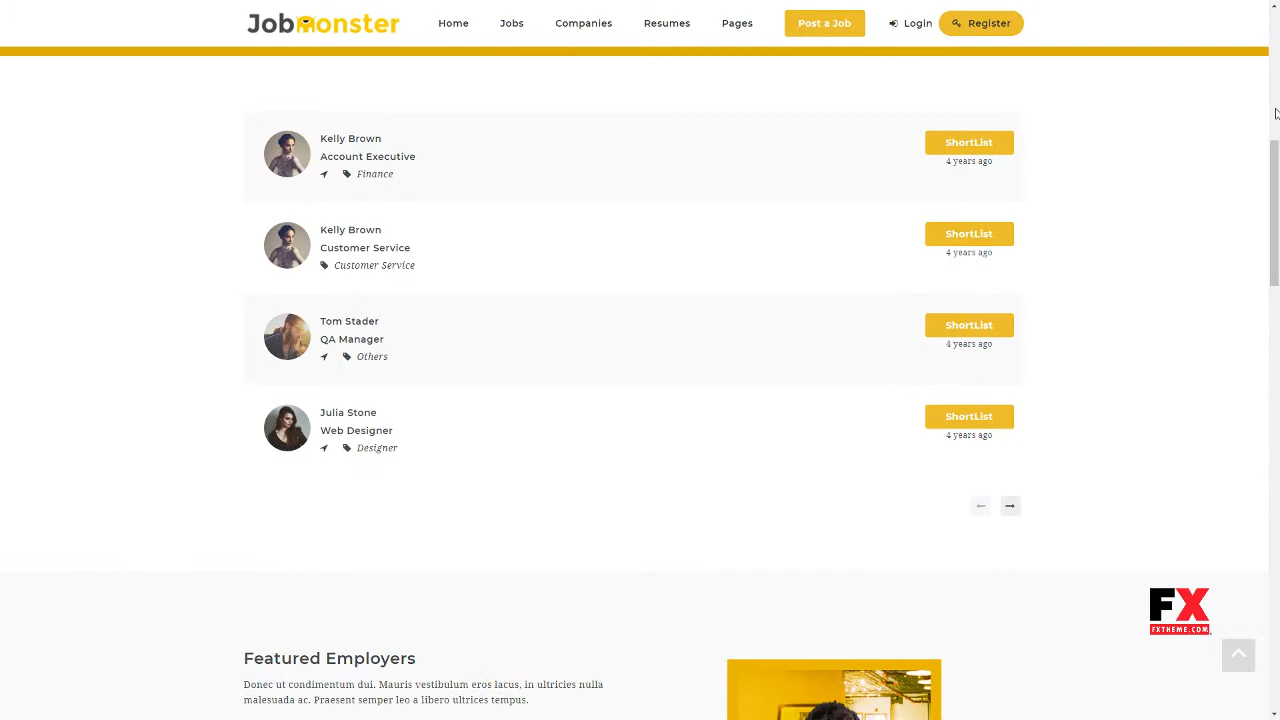 Jobmonster
Home
Jobs
Companies
Resumes
Pages
Post a Job
Login
Register
Kelly Brown
Account Executive
Finance
ShortList
4 years ago
Kelly Brown
Customer Service
Customer Service
ShortList
4 years ago
Tom Stader
QA Manager
Others
ShortList
4 years ago
Julia Stone
Web Designer
Designer
ShortList
4 years ago
FX
FXTHEME.COM
Featured Employers
Donec ut condimentum dui. Mauris vestibulum eros lacus, in ultricies nulla
malesuada ac. Praesent semper leo a libero ultrices tempus.